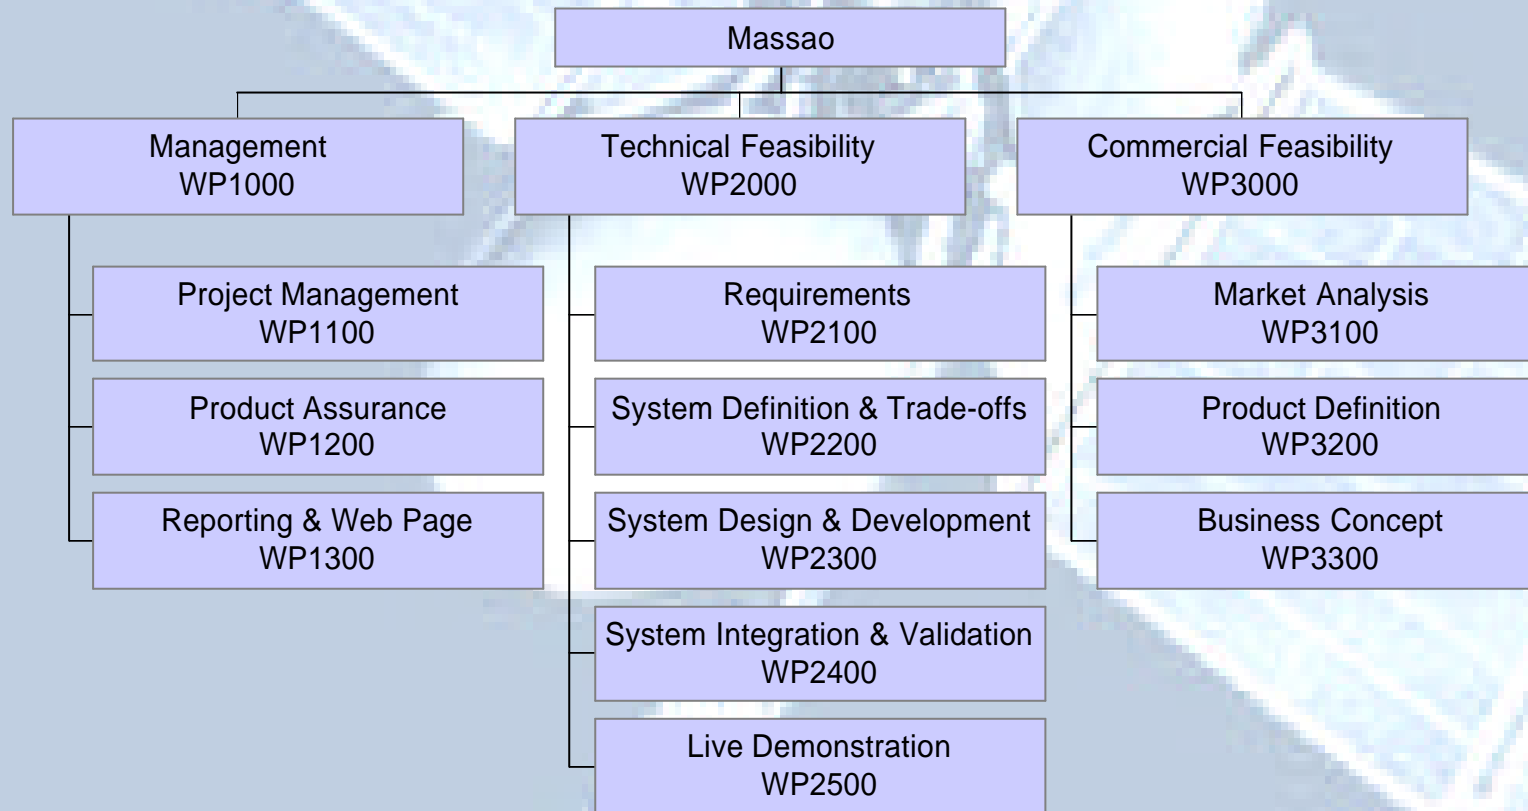 Massao
Management
WP1000
Technical Feasibility
WP2000
Commercial Feasibility
WP3000
Project Management
WP1100
Product Assurance
WP1200
Reporting & Web Page
WP1300
Requirements
WP2100
System Definition & Trade-offs
WP2200
System Design & Development
WP2300
System Integration & Validation
WP2400
Live Demonstration
WP2500
Market Analysis
WP3100
Product Definition
WP3200
Business Concept
WP3300